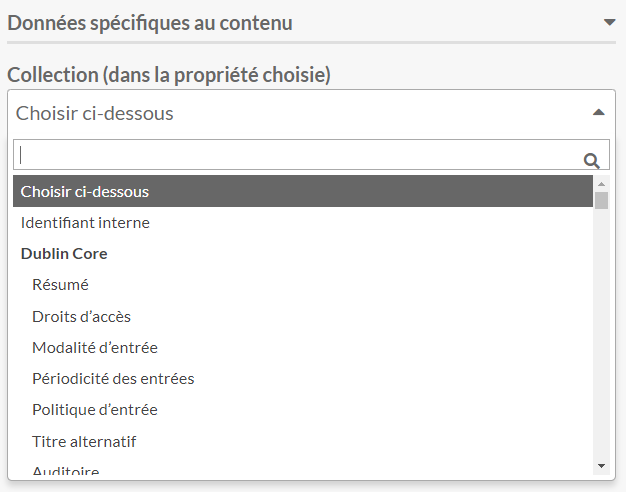 Données spécifiques au contenu
Collection (dans la propriété choisie)
Choisir ci-dessous
Choisir ci-dessous
Identifiant interne
Dublin Core
Résumé
Droits d’accès
Modalité d’entrée
Périodicité des entrées
Politique d’entrée
Titre alternatif
Auditoire